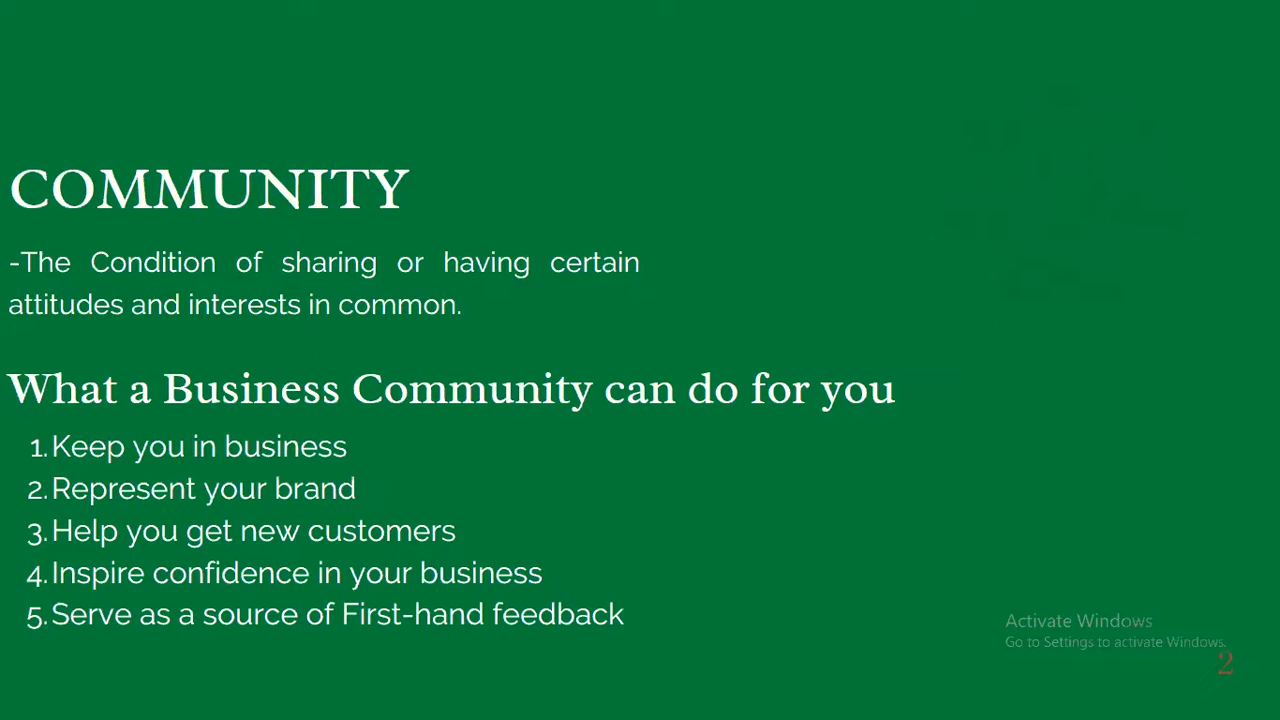 COMMUNITY
-The Condition of sharing or having certain
attitudes and interests in common.
What a Business Community can do for you
1. Keep you in business
2. Represent your brand
3. Help you get new customers
4. Inspire confidence in your business
5. Serve as a source of First-hand feedback
Activate Windows
Go to Settings to activate Windows.
2